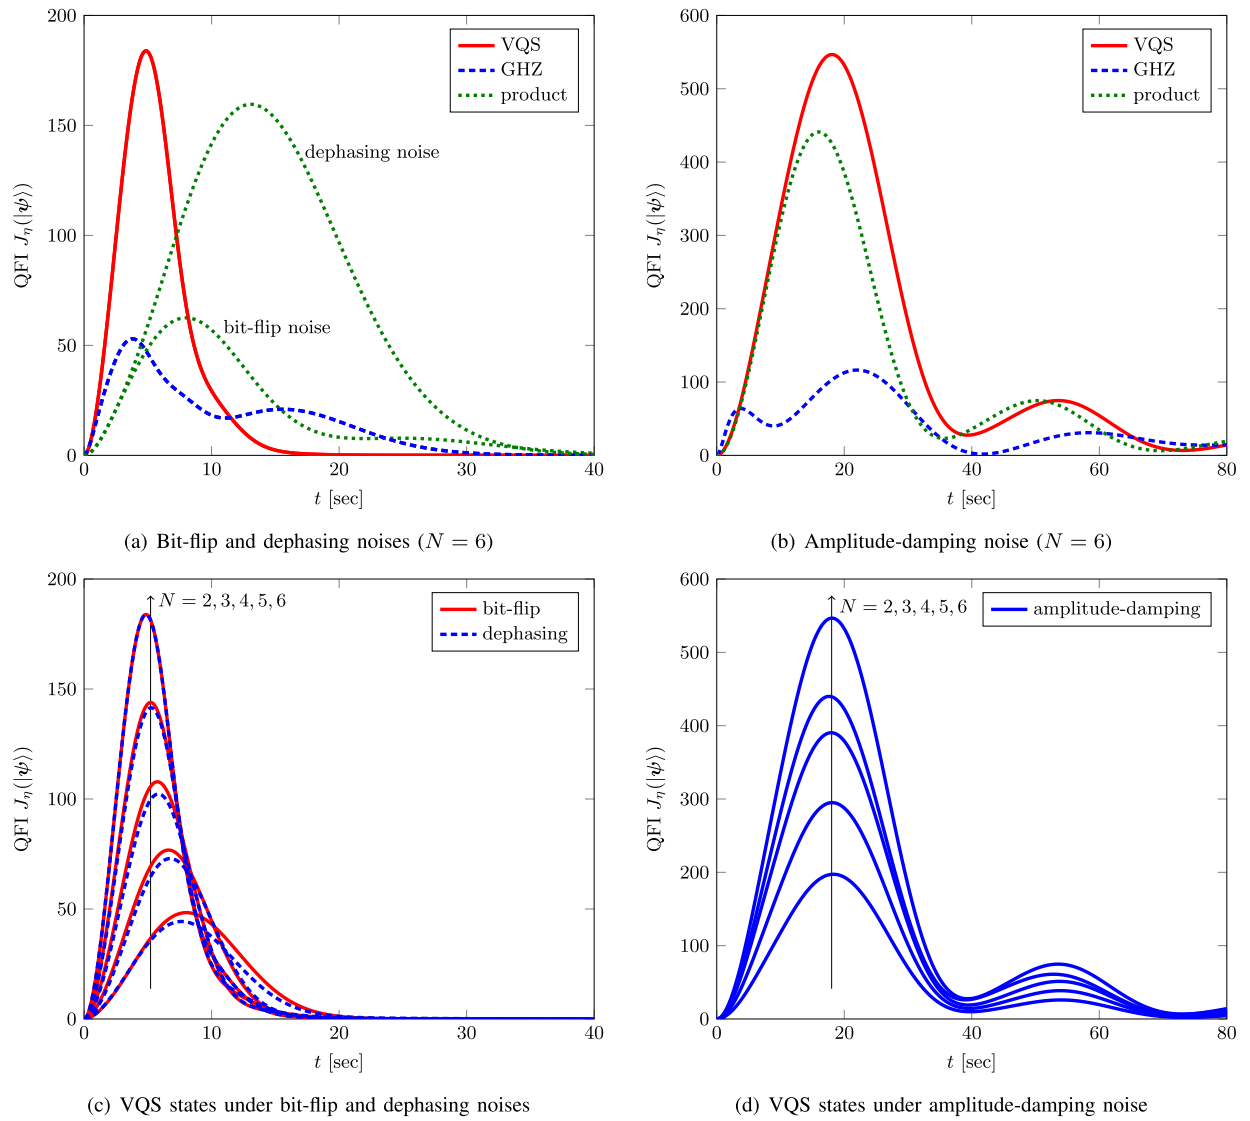 200
150
100
50
0
0
10
20
30
40
QFI J_η(|ψ⟩)
t [sec]
VQS
GHZ
product
dephasing noise
bit-flip noise
(a) Bit-flip and dephasing noises (N = 6)
600
500
400
300
200
100
0
0
20
40
60
80
QFI J_η(|ψ⟩)
t [sec]
VQS
GHZ
product
(b) Amplitude-damping noise (N = 6)
200
150
100
50
0
0
10
20
30
40
QFI J_η(|ψ⟩)
t [sec]
N = 2, 3, 4, 5, 6
bit-flip
dephasing
(c) VQS states under bit-flip and dephasing noises
600
500
400
300
200
100
0
0
20
40
60
80
QFI J_η(|ψ⟩)
t [sec]
N = 2, 3, 4, 5, 6
amplitude-damping
(d) VQS states under amplitude-damping noise